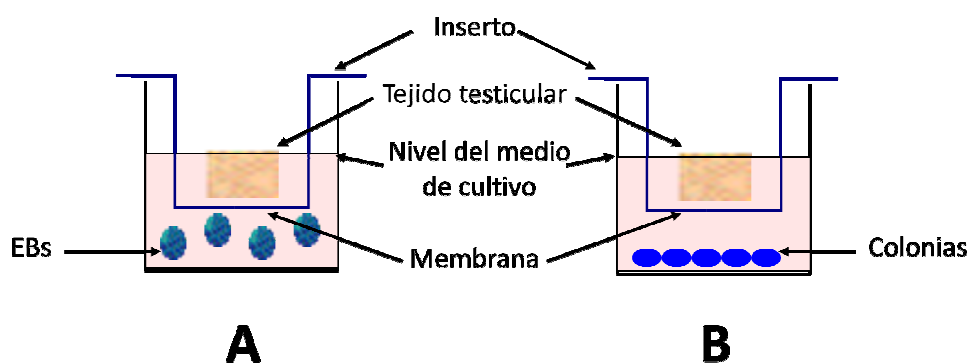 Inserto
Tejido testicular
Nivel del medio
de cultivo
EBs
Membrana
Colonias
A
B